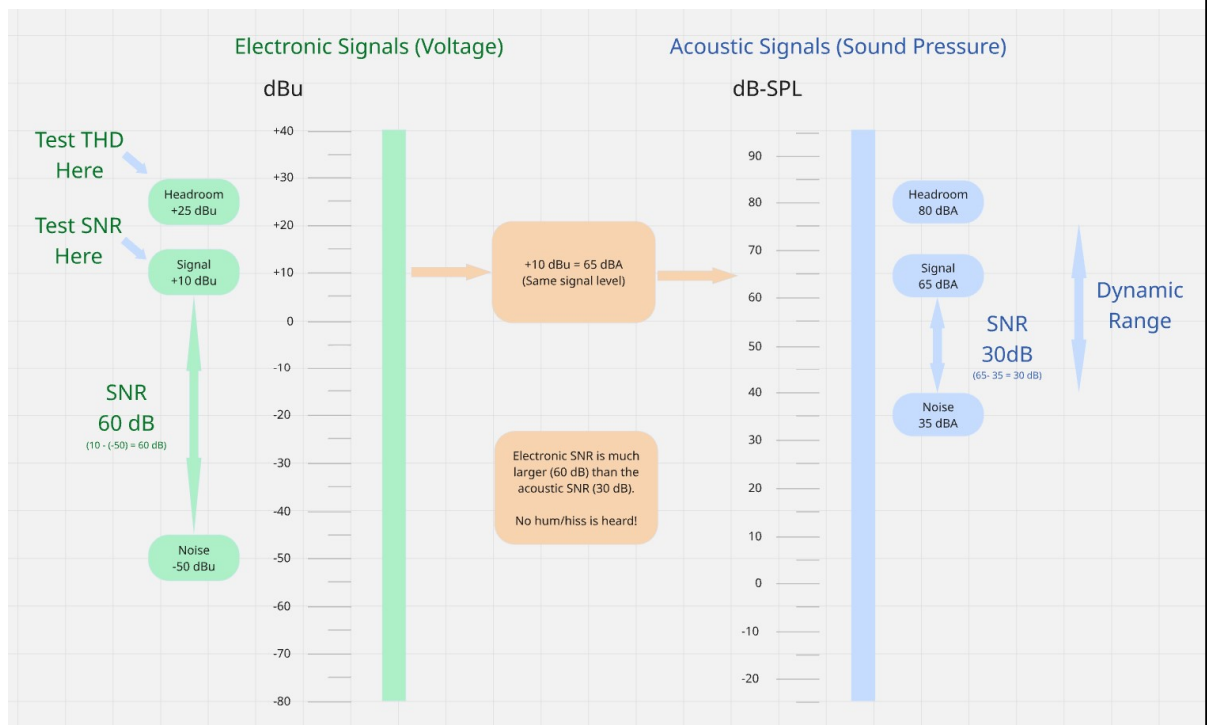 Electronic Signals (Voltage)
Acoustic Signals (Sound Pressure)
dBu
dB-SPL
Test THD
Here
Headroom
+25 dBu
Test SNR
Here
Signal
+10 dBu
SNR
60 dB
(10 - (-50) = 60 dB)
Noise
-50 dBu
+40
+30
+20
+10
0
-10
-20
-30
-40
-50
-60
-70
-80
+10 dBu = 65 dBA
(Same signal level)
Electronic SNR is much
larger (60 dB) than the
acoustic SNR (30 dB).
No hum/hiss is heard!
90
80
70
60
50
40
30
20
10
0
-10
-20
Headroom
80 dBA
Signal
65 dBA
SNR
30dB
(65- 35 = 30 dB)
Noise
35 dBA
Dynamic
Range